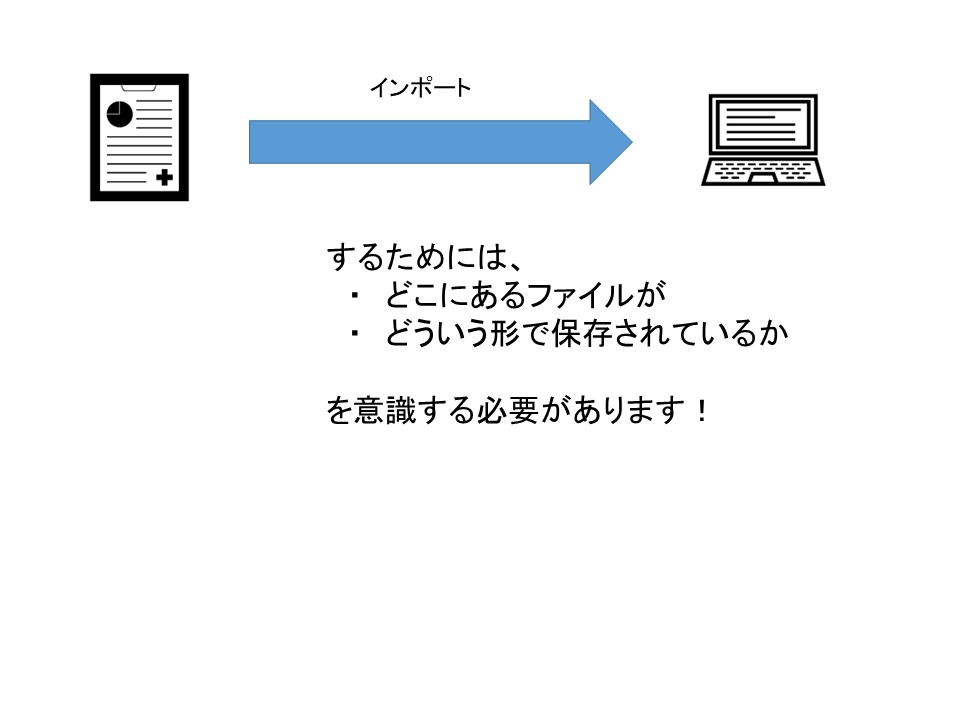 インポート
するためには、
・　どこにあるファイルが
・　どういう形で保存されているか
を意識する必要があります！